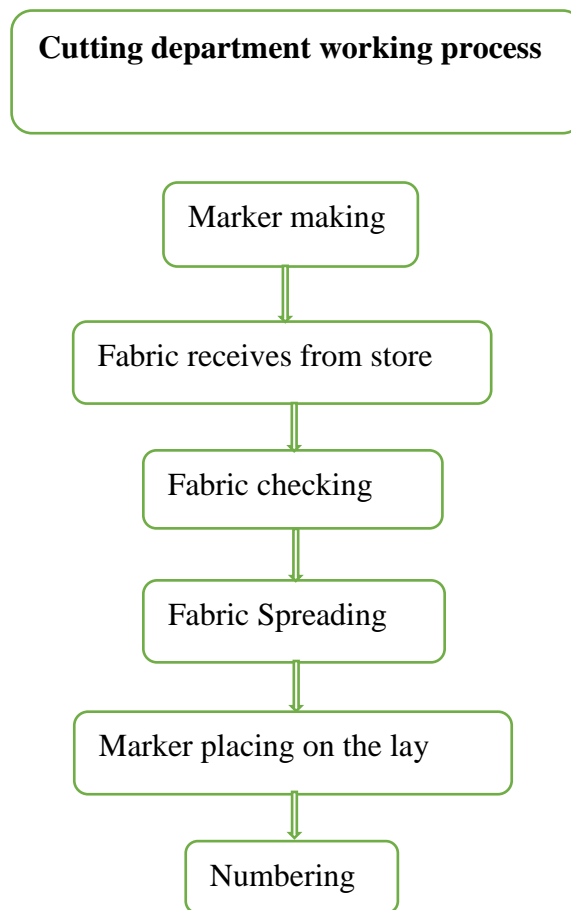 Cutting department working process
Marker making
Fabric receives from store
Fabric checking
Fabric Spreading
Marker placing on the lay
Numbering